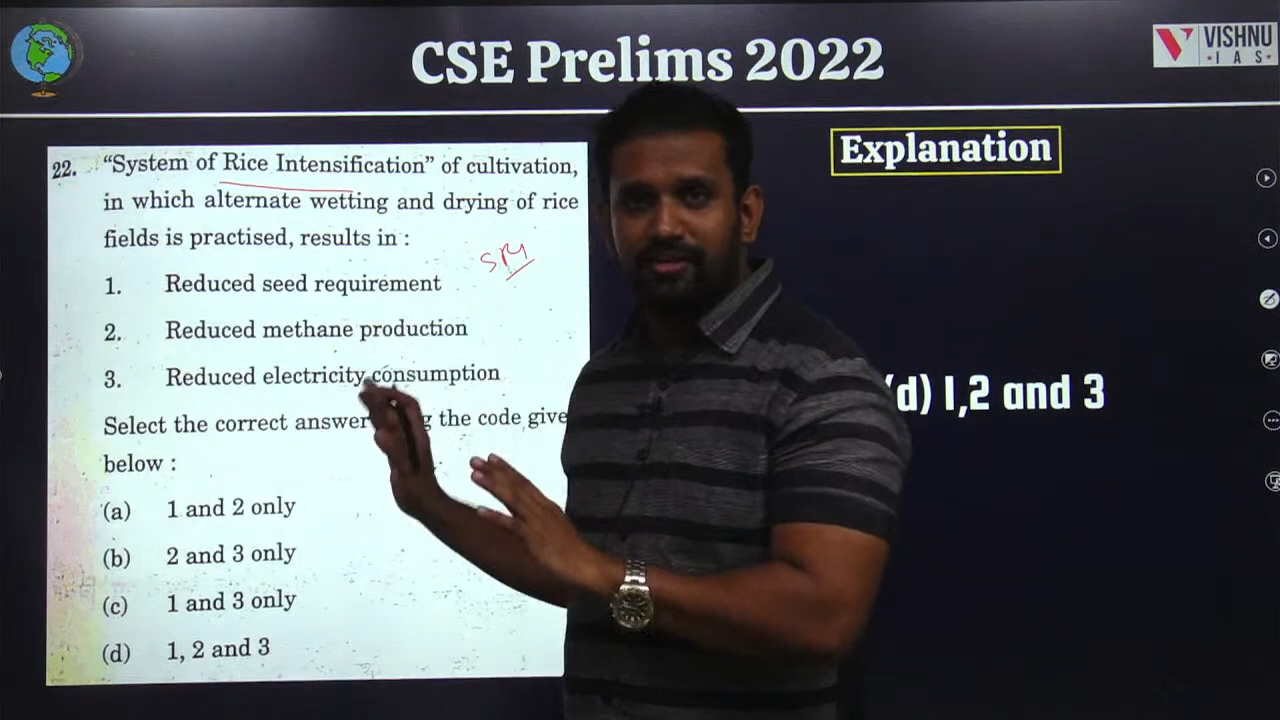 CSE Prelims 2022
VISHNU
I A S
Explanation
22. “System of Rice Intensification” of cultivation,
in which alternate wetting and drying of rice
fields is practised, results in :
SRI
1. Reduced seed requirement
2. Reduced methane production
3. Reduced electricity consumption
Select the correct answer g the code give
below :
(a) 1 and 2 only
(b) 2 and 3 only
(c) 1 and 3 only
(d) 1, 2 and 3
(d) 1,2 and 3